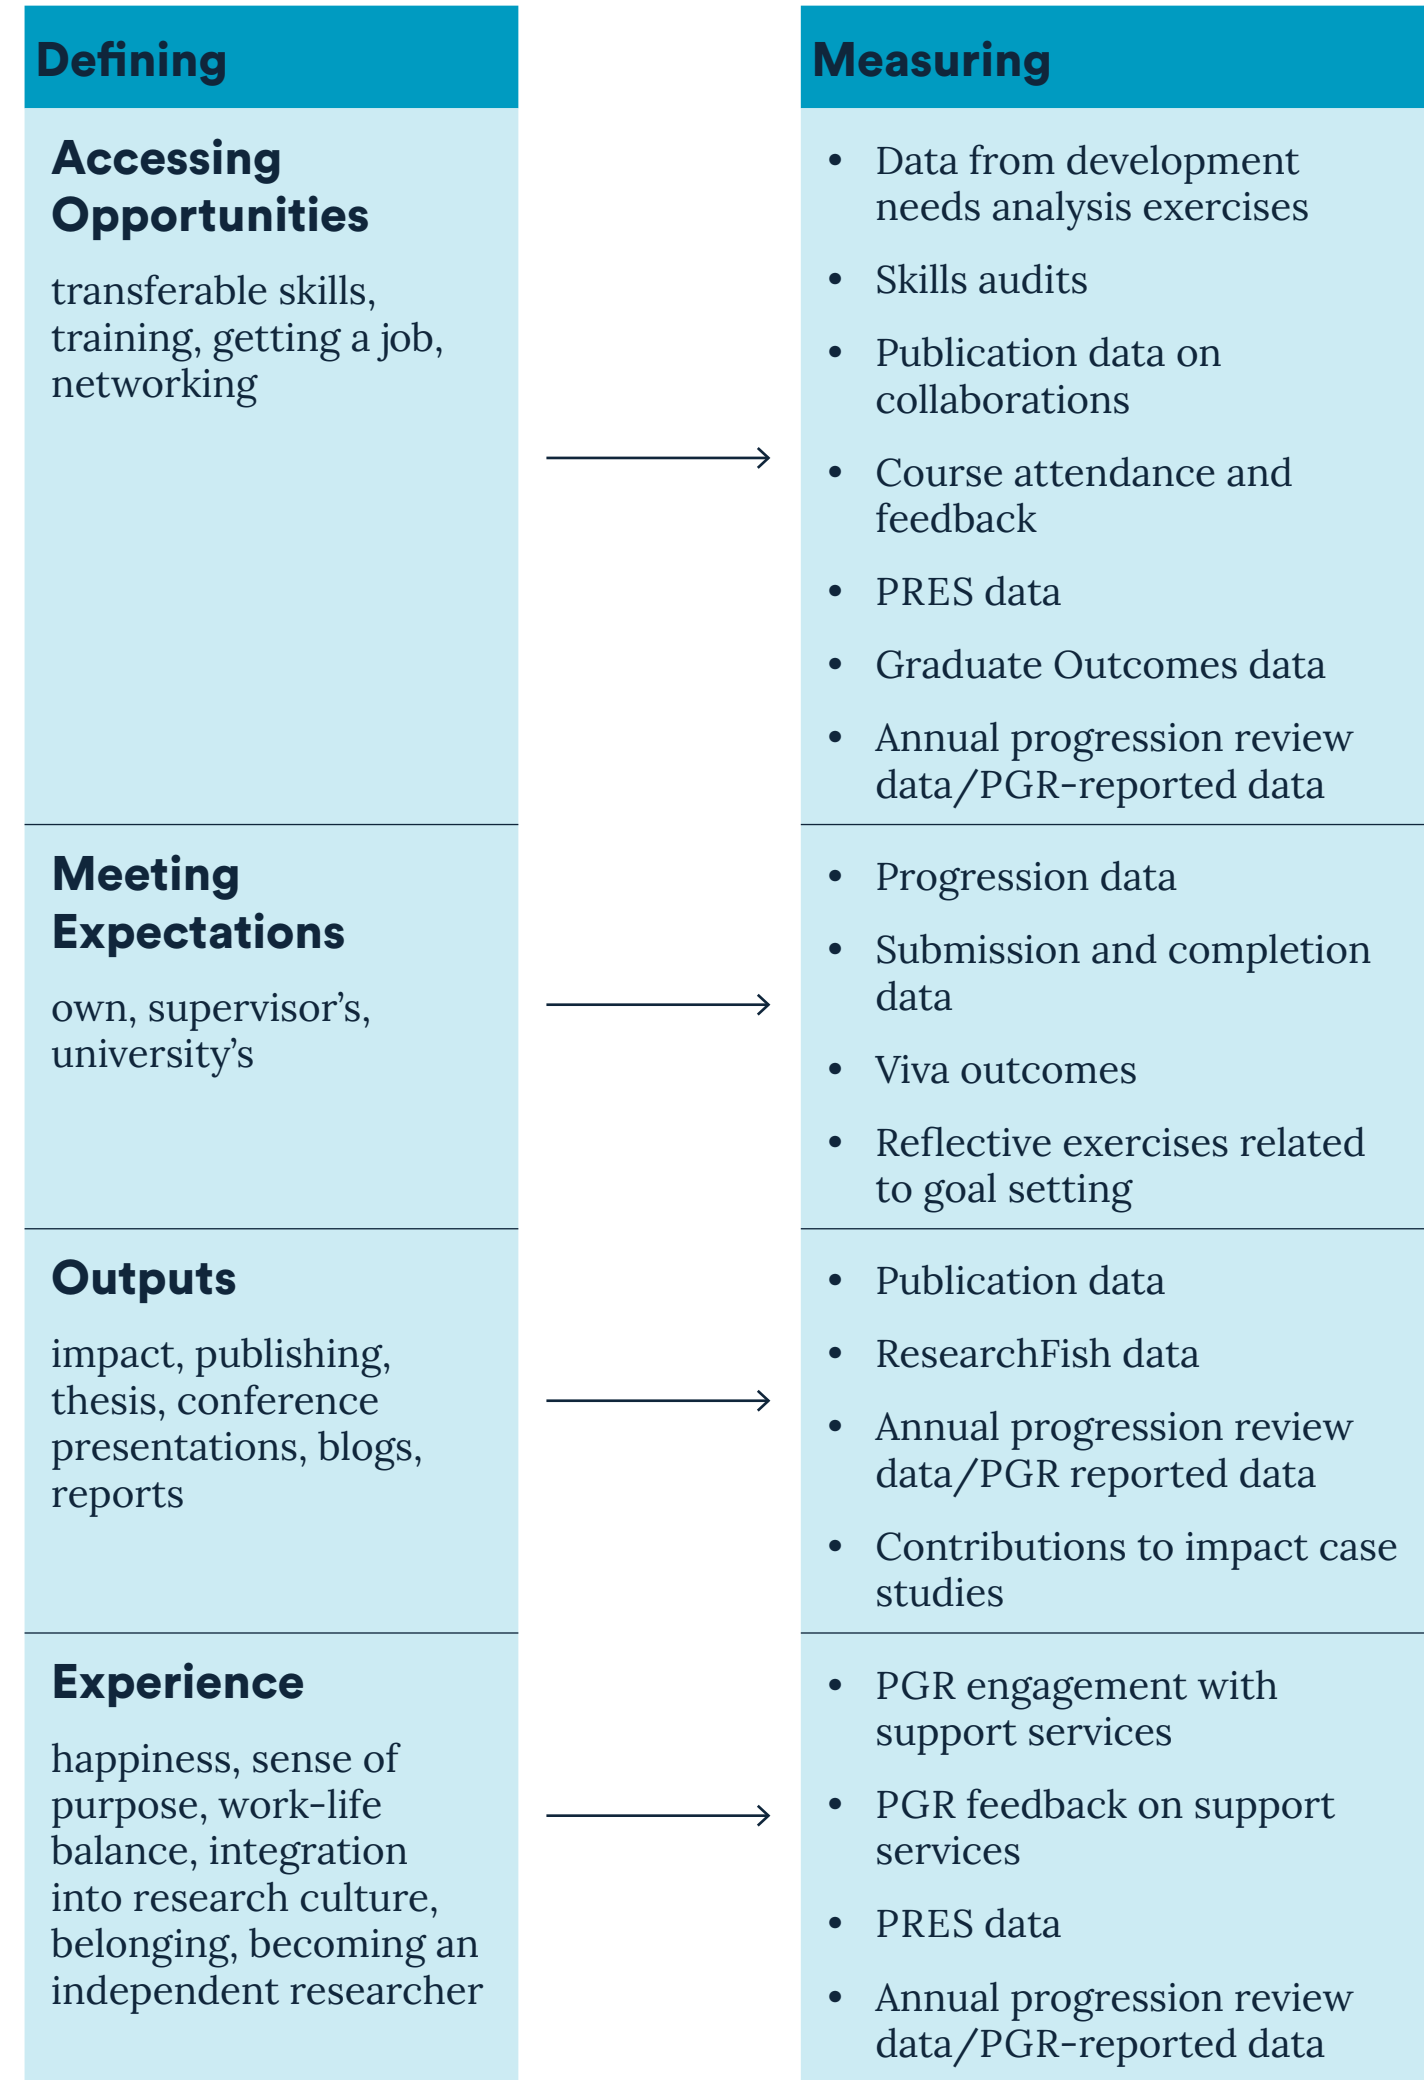 Defining
Measuring
Accessing
Opportunities
transferable skills,
training, getting a job,
networking
• Data from development
needs analysis exercises
• Skills audits
• Publication data on
collaborations
• Course attendance and
feedback
• PRES data
• Graduate Outcomes data
• Annual progression review
data/PGR-reported data
Meeting
Expectations
own, supervisor’s,
university’s
• Progression data
• Submission and completion
data
• Viva outcomes
• Reflective exercises related
to goal setting
Outputs
impact, publishing,
thesis, conference
presentations, blogs,
reports
• Publication data
• ResearchFish data
• Annual progression review
data/PGR reported data
• Contributions to impact case
studies
Experience
happiness, sense of
purpose, work-life
balance, integration
into research culture,
belonging, becoming an
independent researcher
• PGR engagement with
support services
• PGR feedback on support
services
• PRES data
• Annual progression review
data/PGR-reported data